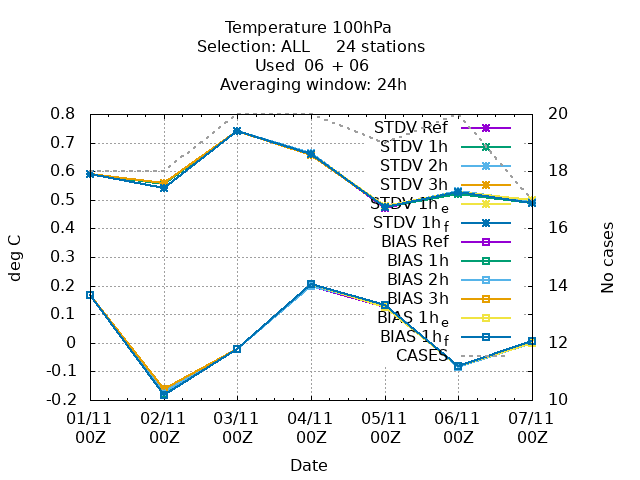 Temperature 100hPa
Selection: ALL     24 stations
Used  06 + 06
Averaging window: 24h
deg C
0.8
0.7
0.6
0.5
0.4
0.3
0.2
0.1
0
-0.1
-0.2
STDV Ref
STDV 1h
STDV 2h
STDV 3h
STDV 1he
STDV 1hf
BIAS Ref
BIAS 1h
BIAS 2h
BIAS 3h
BIAS 1he
BIAS 1hf
CASES
20
18
16
14
12
10
No cases
01/11 02/11 03/11 04/11 05/11 06/11 07/11
00Z 00Z 00Z 00Z 00Z 00Z 00Z
Date